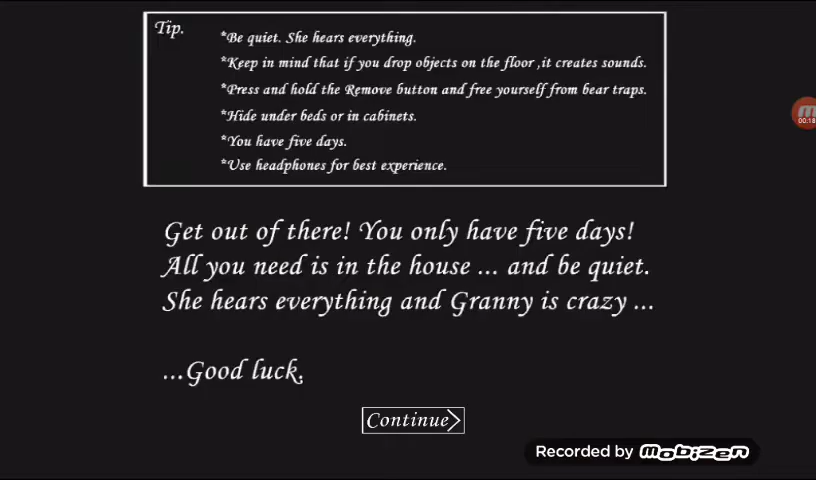 Tip.
*Be quiet. She hears everything.
*Keep in mind that if you drop objects on the floor ,it creates sounds.
*Press and hold the Remove button and free yourself from bear traps.
*Hide under beds or in cabinets.
*You have five days.
*Use headphones for best experience.
00:18
Get out of there! You only have five days!
All you need is in the house ... and be quiet.
She hears everything and Granny is crazy ...
...Good luck.
Continue
Recorded by mobizen